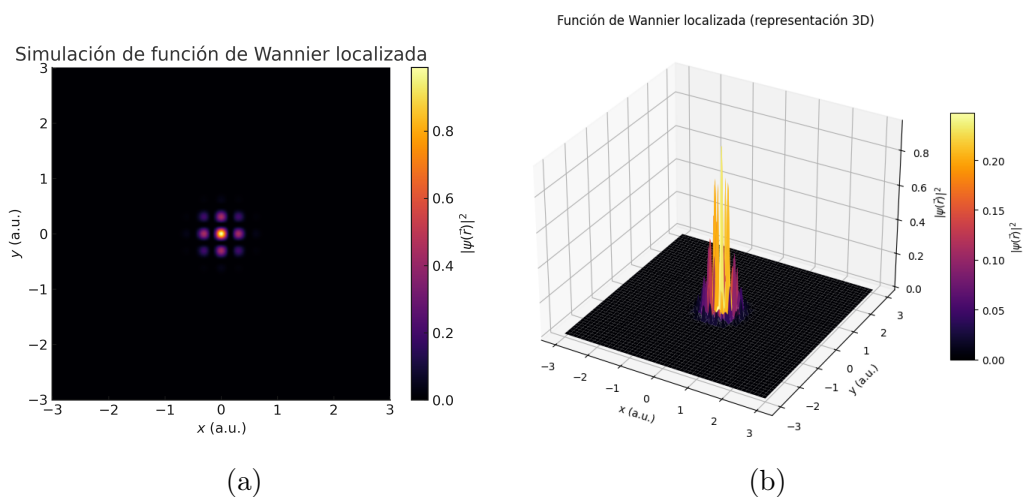 Simulación de función de Wannier localizada
3
2
1
0
−1
−2
−3
y (a.u.)
−3 −2 −1 0 1 2 3
x (a.u.)
0.8
0.6
0.4
0.2
0.0
|ψ(r⃗)|²
(a)
Función de Wannier localizada (representación 3D)
0.8
0.6
0.4
0.2
0.0
|ψ(r⃗)|²
−3 −2 −1 0 1 2 3
x (a.u.)
3
2
1
0
−1
−2
−3
y (a.u.)
0.20
0.15
0.10
0.05
0.00
|ψ(r⃗)|²
(b)